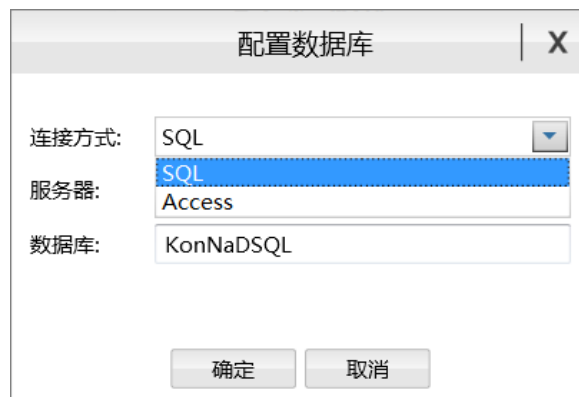 配置数据库
X
连接方式: SQL
SQL
服务器:
Access
数据库: KonNaDSQL
确定 取消